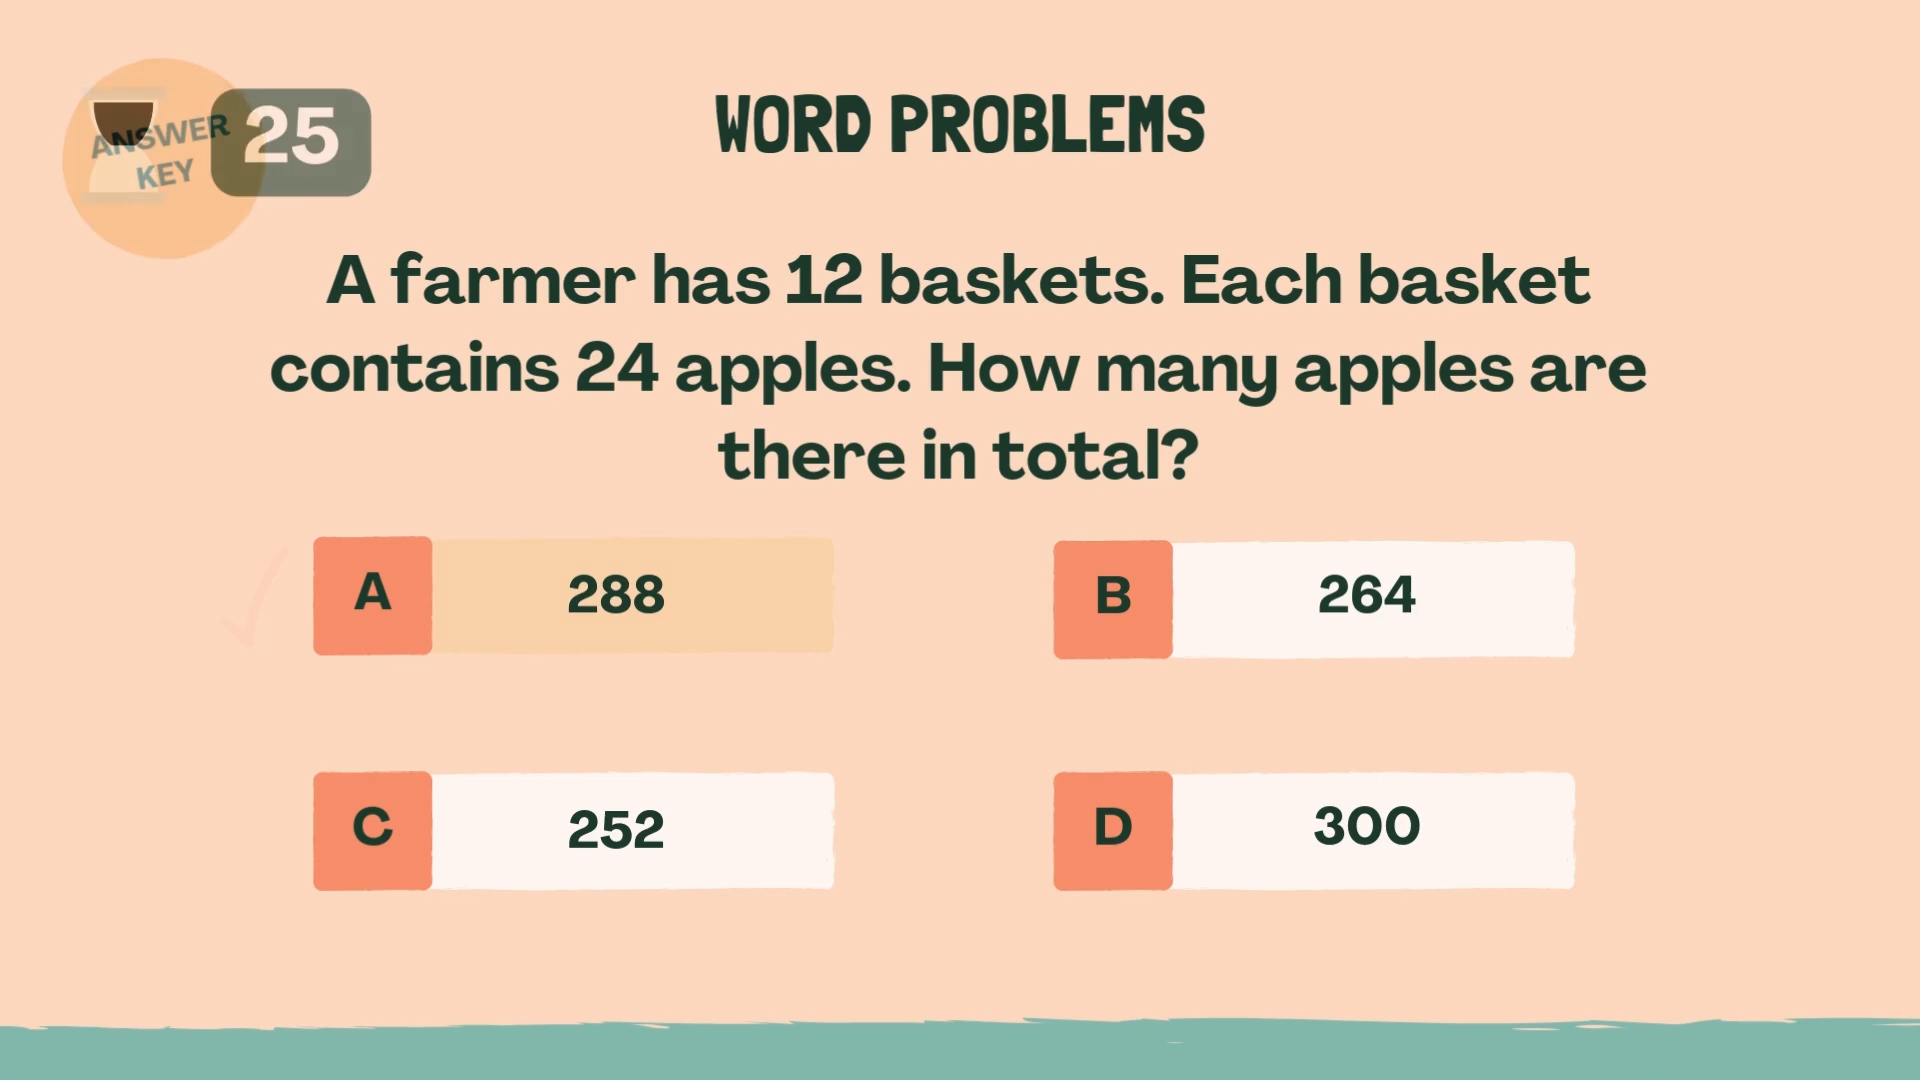 ANSWER
KEY
25
WORD PROBLEMS
A farmer has 12 baskets. Each basket
contains 24 apples. How many apples are
there in total?
A 288
B 264
C 252
D 300